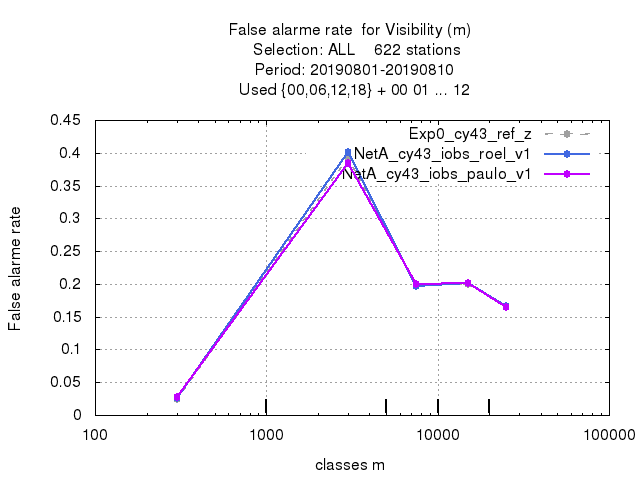 False alarme rate  for Visibility (m)
Selection: ALL    622 stations
Period: 20190801-20190810
Used {00,06,12,18} + 00 01 ... 12
0.45
0.4
0.35
0.3
0.25
0.2
0.15
0.1
0.05
0
False alarme rate
Exp0_cy43_ref_z
NetA_cy43_iobs_roel_v1
NetA_cy43_iobs_paulo_v1
100
1000
10000
100000
classes m